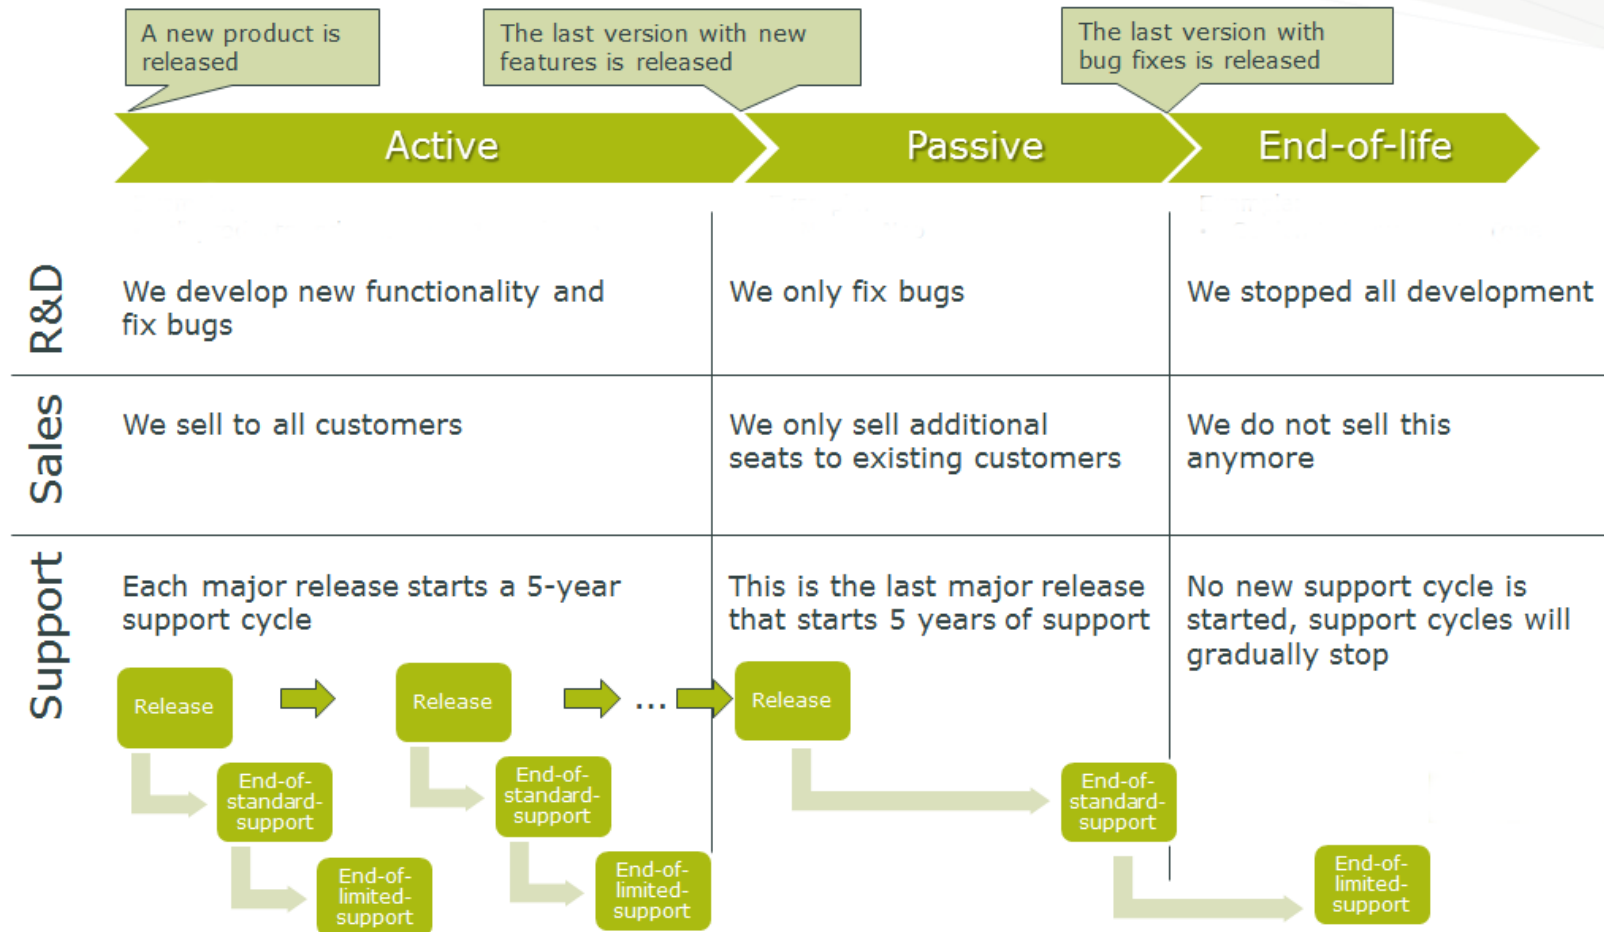 A new product is
released
The last version with new
features is released
The last version with
bug fixes is released
Active
Passive
End-of-life
R&D
We develop new functionality and
fix bugs
We only fix bugs
We stopped all development
Sales
We sell to all customers
We only sell additional
seats to existing customers
We do not sell this
anymore
Support
Each major release starts a 5-year
support cycle
This is the last major release
that starts 5 years of support
No new support cycle is
started, support cycles will
gradually stop
Release
Release
...
Release
End-of-
standard-
support
End-of-
standard-
support
End-of-
standard-
support
End-of-
limited-
support
End-of-
limited-
support
End-of-
limited-
support